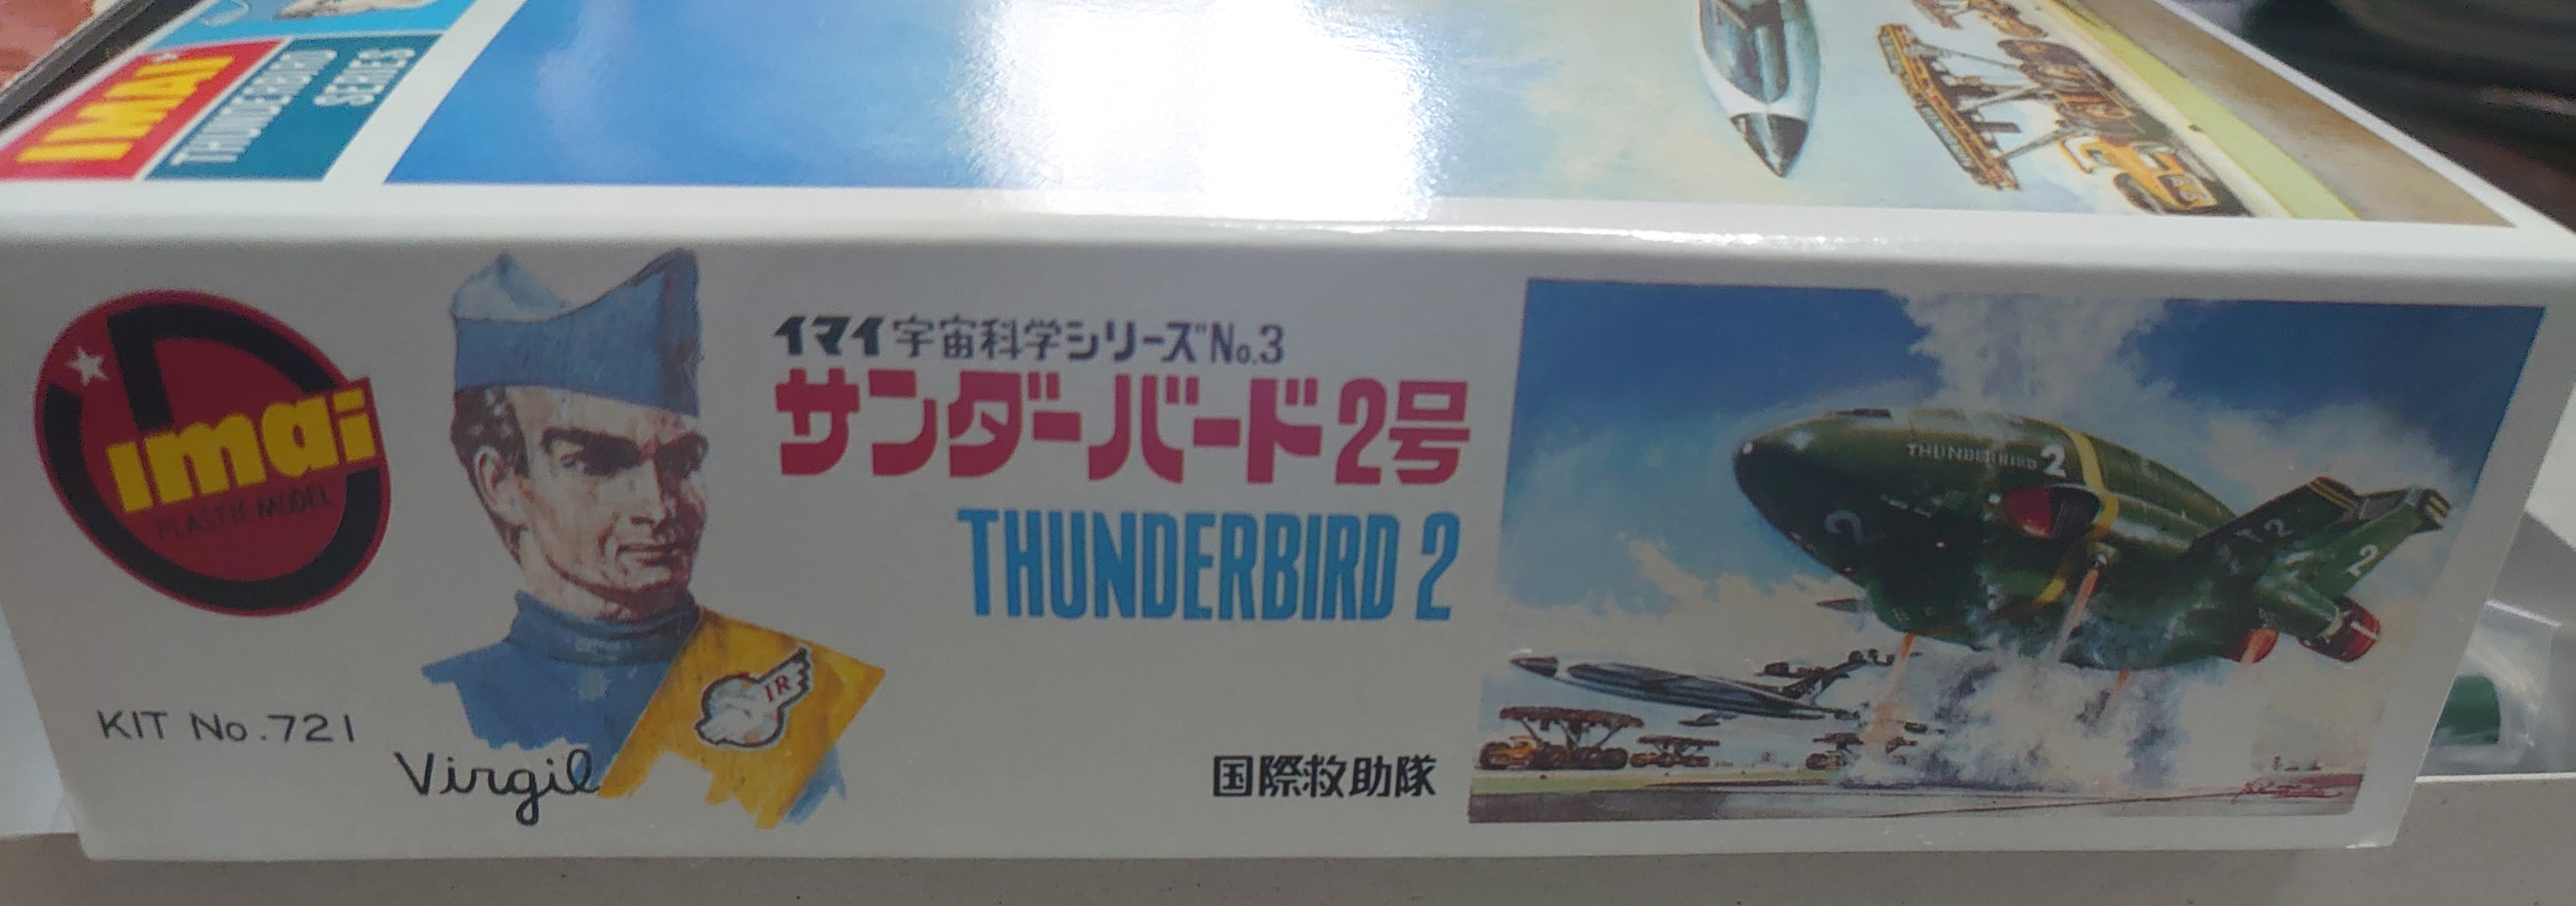 IMAI
THUNDERBIRD
SERIES
imai
PLASTIC MODEL
KIT No.721
Virgil
IR
イマイ宇宙科学シリーズNo.3
サンダーバード2号
THUNDERBIRD 2
国際救助隊
THUNDERBIRD 2
2
T 2
2